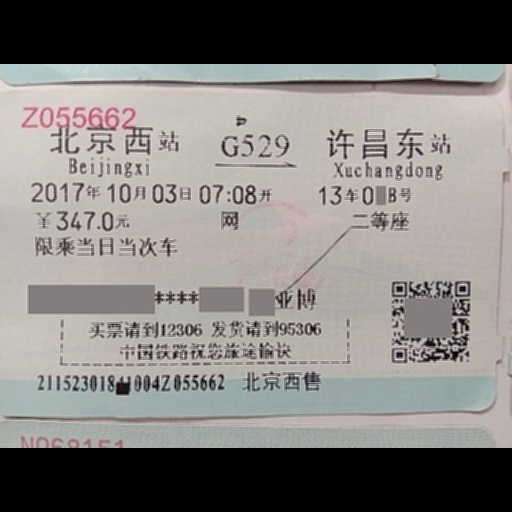 Z055662
北京西站 G529 许昌东站
Beijingxi Xuchangdong
2017年10月03日07:08开 13车0 B号
￥347.0元 网 二等座
限乘当日当次车
**** 亚博
买票请到12306 发货请到95306
中国铁路祝您旅途愉快
211523018 1004Z055662 北京西售